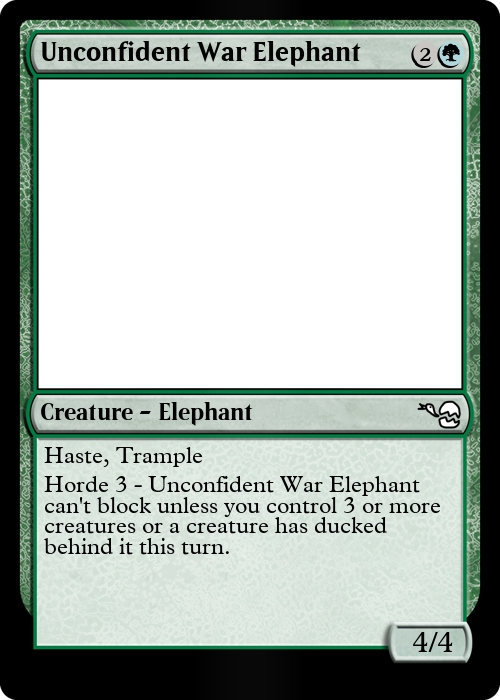 Unconfident War Elephant 2
Creature – Elephant
Haste, Trample
Horde 3 - Unconfident War Elephant
can't block unless you control 3 or more
creatures or a creature has ducked
behind it this turn.
4/4